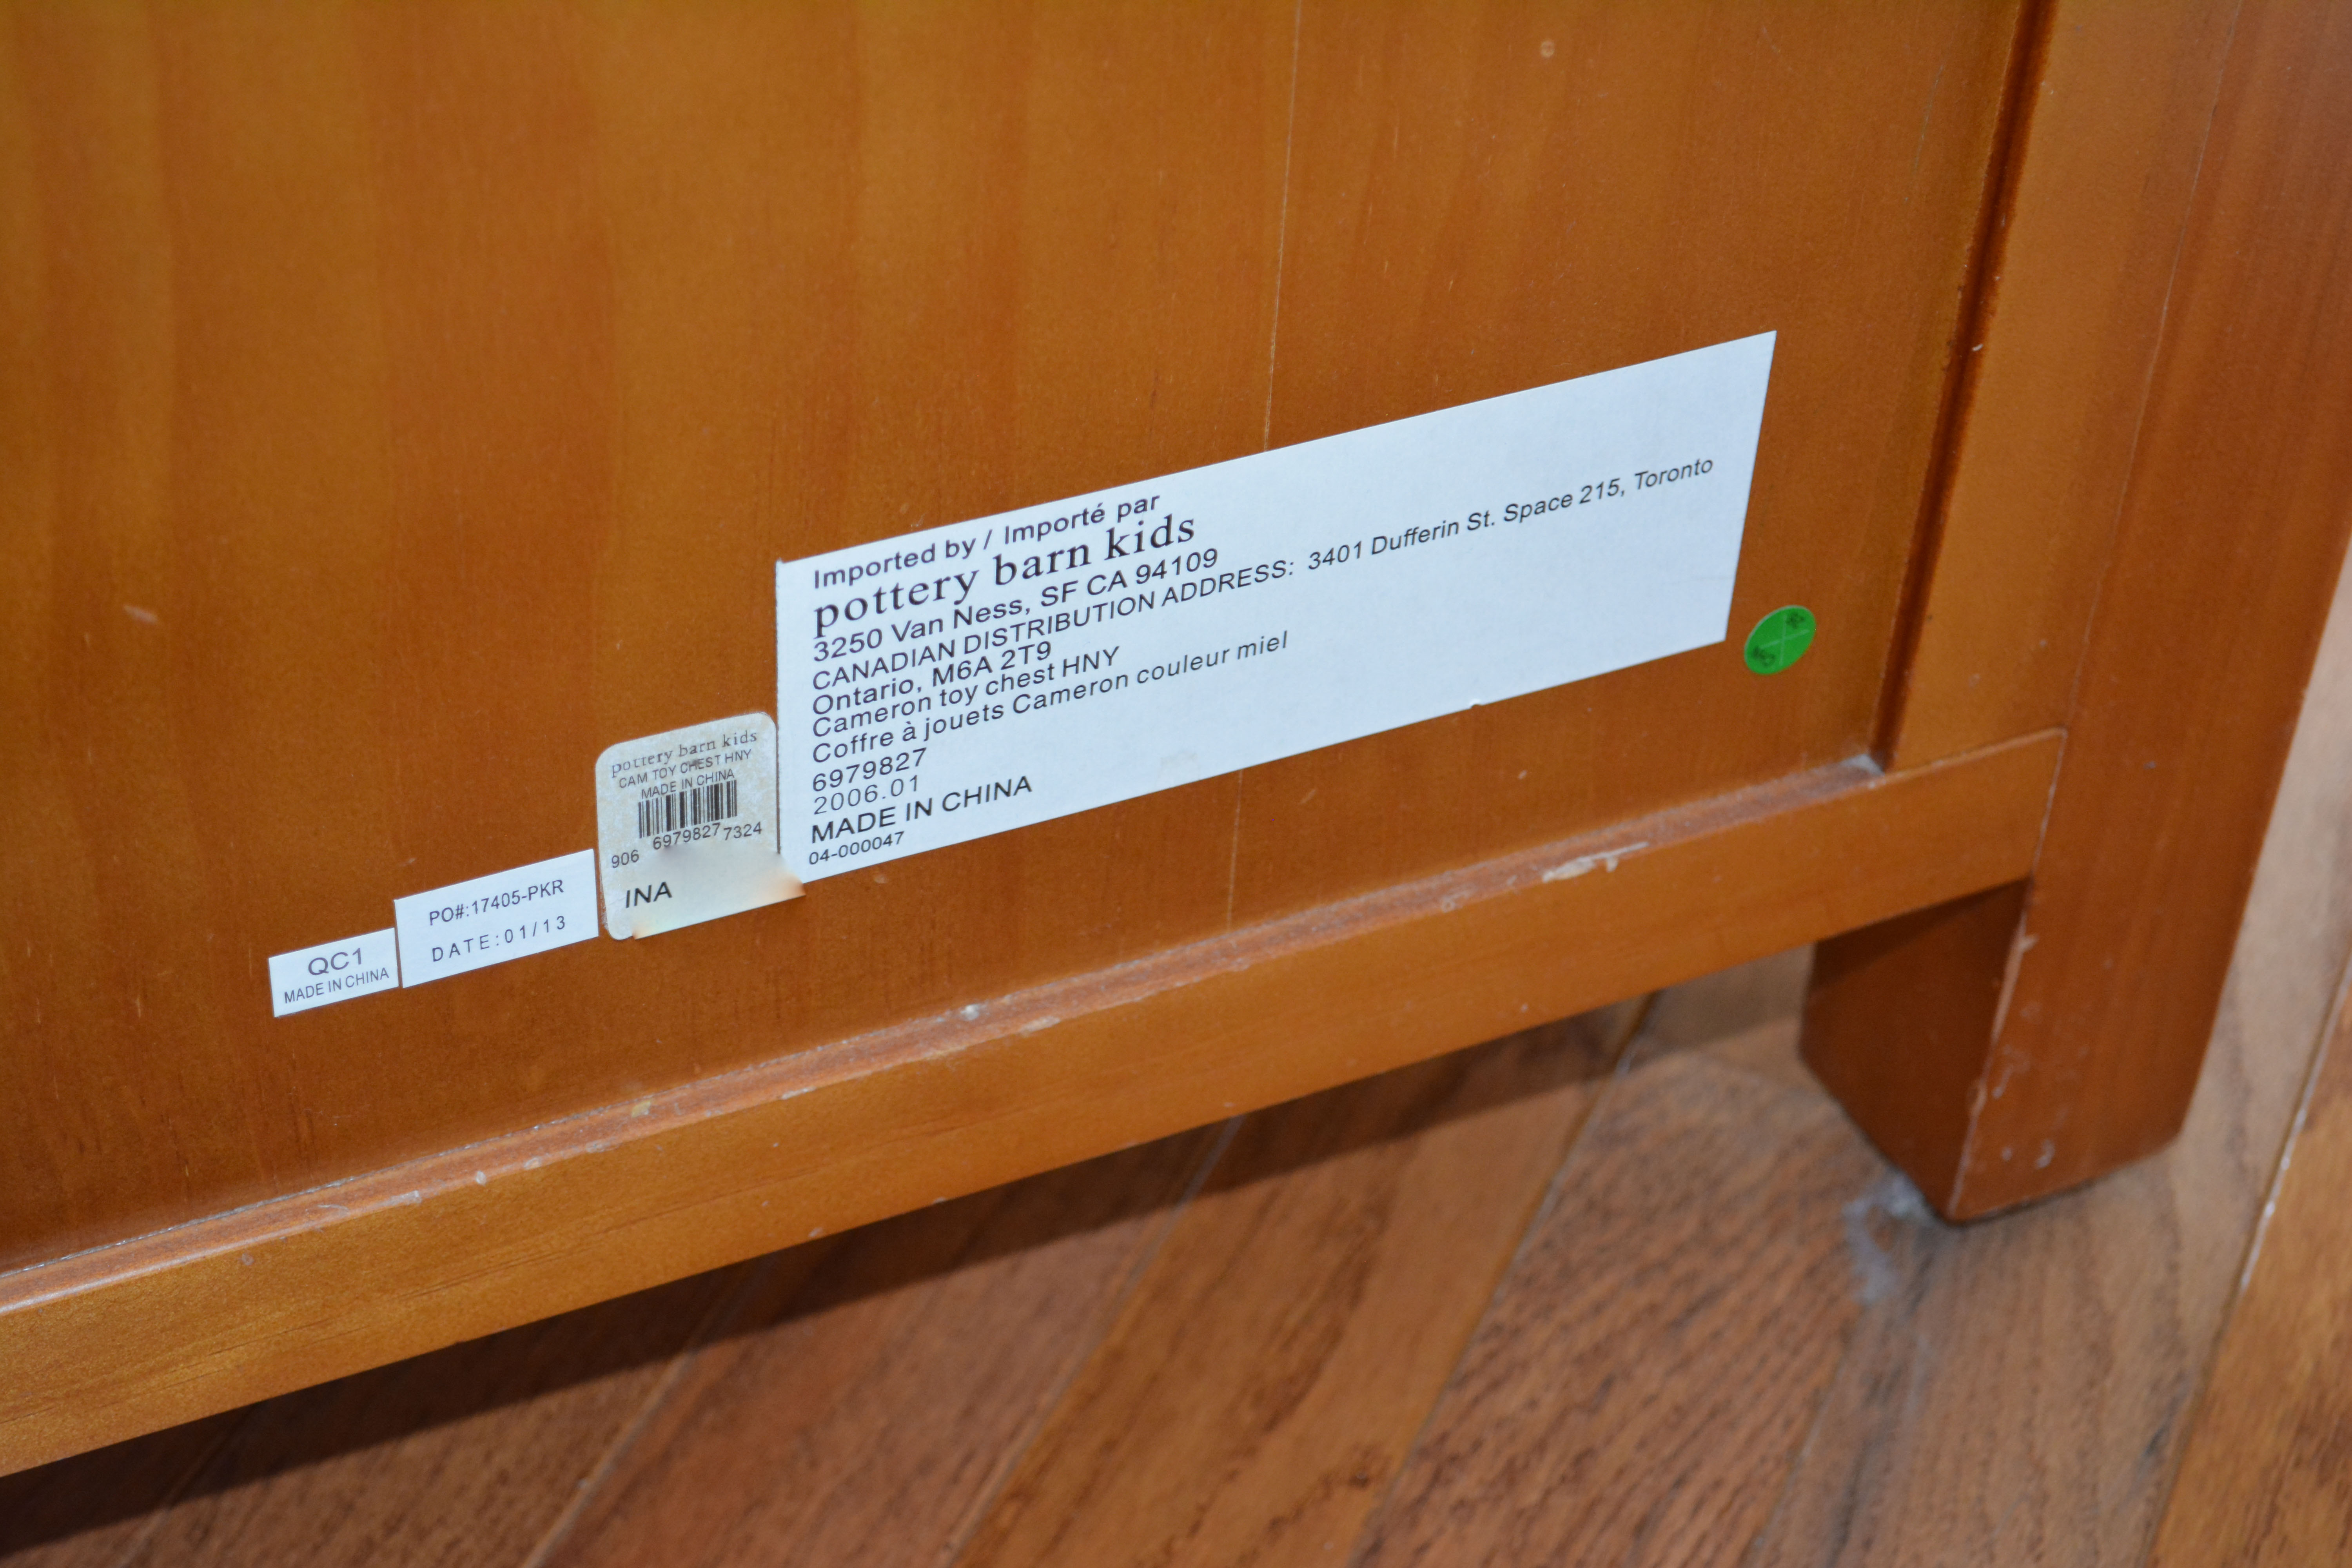 Imported by / Importé par
pottery barn kids
3250 Van Ness, SF CA 94109
CANADIAN DISTRIBUTION ADDRESS: 3401 Dufferin St. Space 215, Toronto
Ontario, M6A 2T9
Cameron toy chest HNY
Coffre à jouets Cameron couleur miel
6979827
2006.01
MADE IN CHINA
04-000047
pottery barn kids
CAM TOY CHEST HNY
MADE IN CHINA
906 6979827 7324
INA
PO#:17405-PKR
DATE:01/13
QC1
MADE IN CHINA